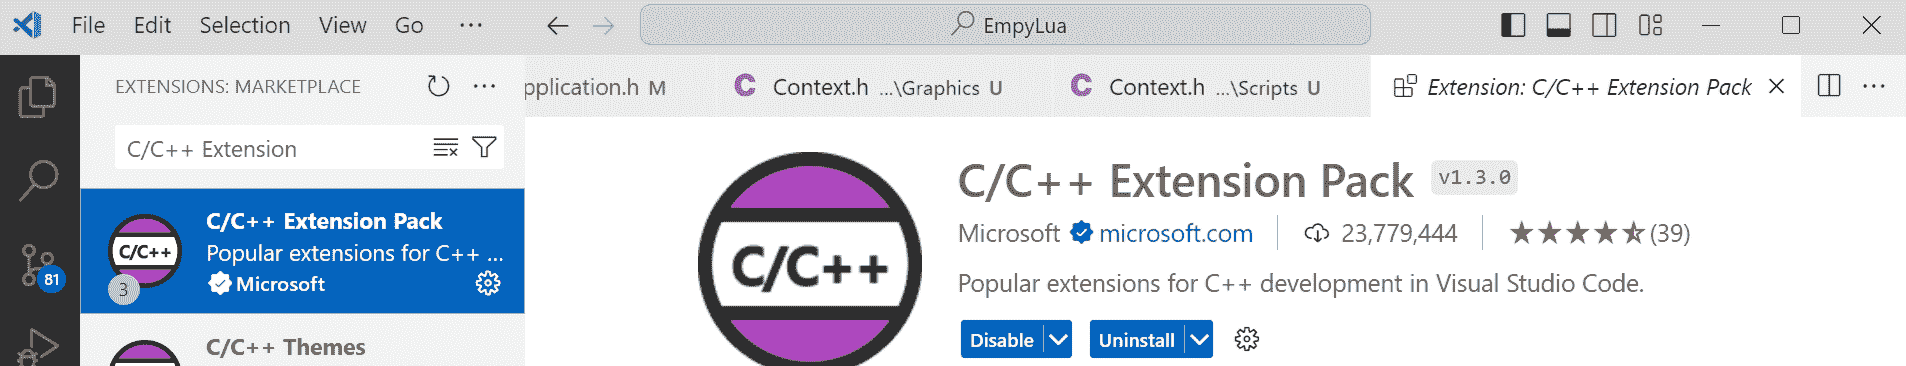 File Edit Selection View Go ··· EmpyLua
EXTENSIONS: MARKETPLACE ···
pplication.h M Context.h ...\Graphics U Context.h ...\Scripts U Extension: C/C++ Extension Pack ···
C/C++ Extension
C/C++ Extension Pack
Popular extensions for C++ ...
Microsoft
C/C++
3
81
C/C++ Themes
C/C++
C/C++ Extension Pack v1.3.0
Microsoft microsoft.com 23,779,444 (39)
Popular extensions for C++ development in Visual Studio Code.
Disable Uninstall